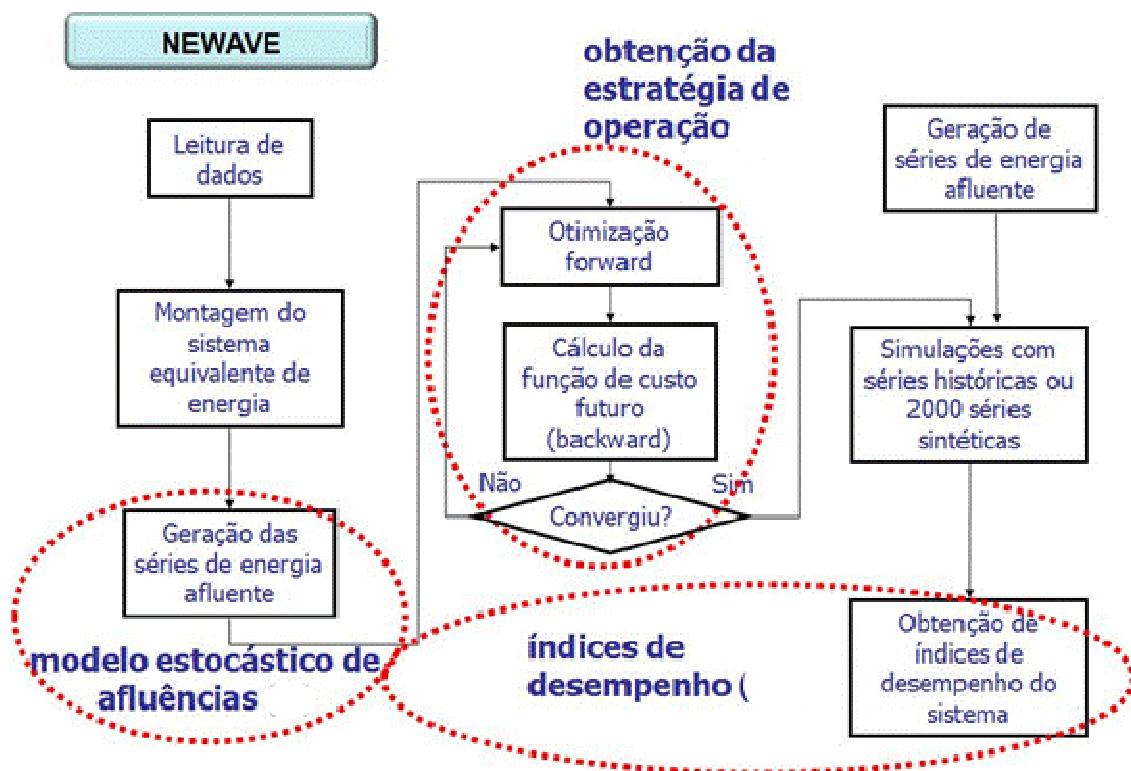 NEWAVE
Leitura de
dados
Montagem do
sistema
equivalente de
energia
Geração das
séries de energia
afluente
modelo estocástico de
afluências
obtenção da
estratégia de
operação
Otimização
forward
Cálculo da
função de custo
futuro
(backward)
Não
Sim
Convergiu?
Geração de
séries de energia
afluente
Simulações com
séries históricas ou
2000 séries
sintéticas
índices de
desempenho (
Obtenção de
índices de
desempenho do
sistema